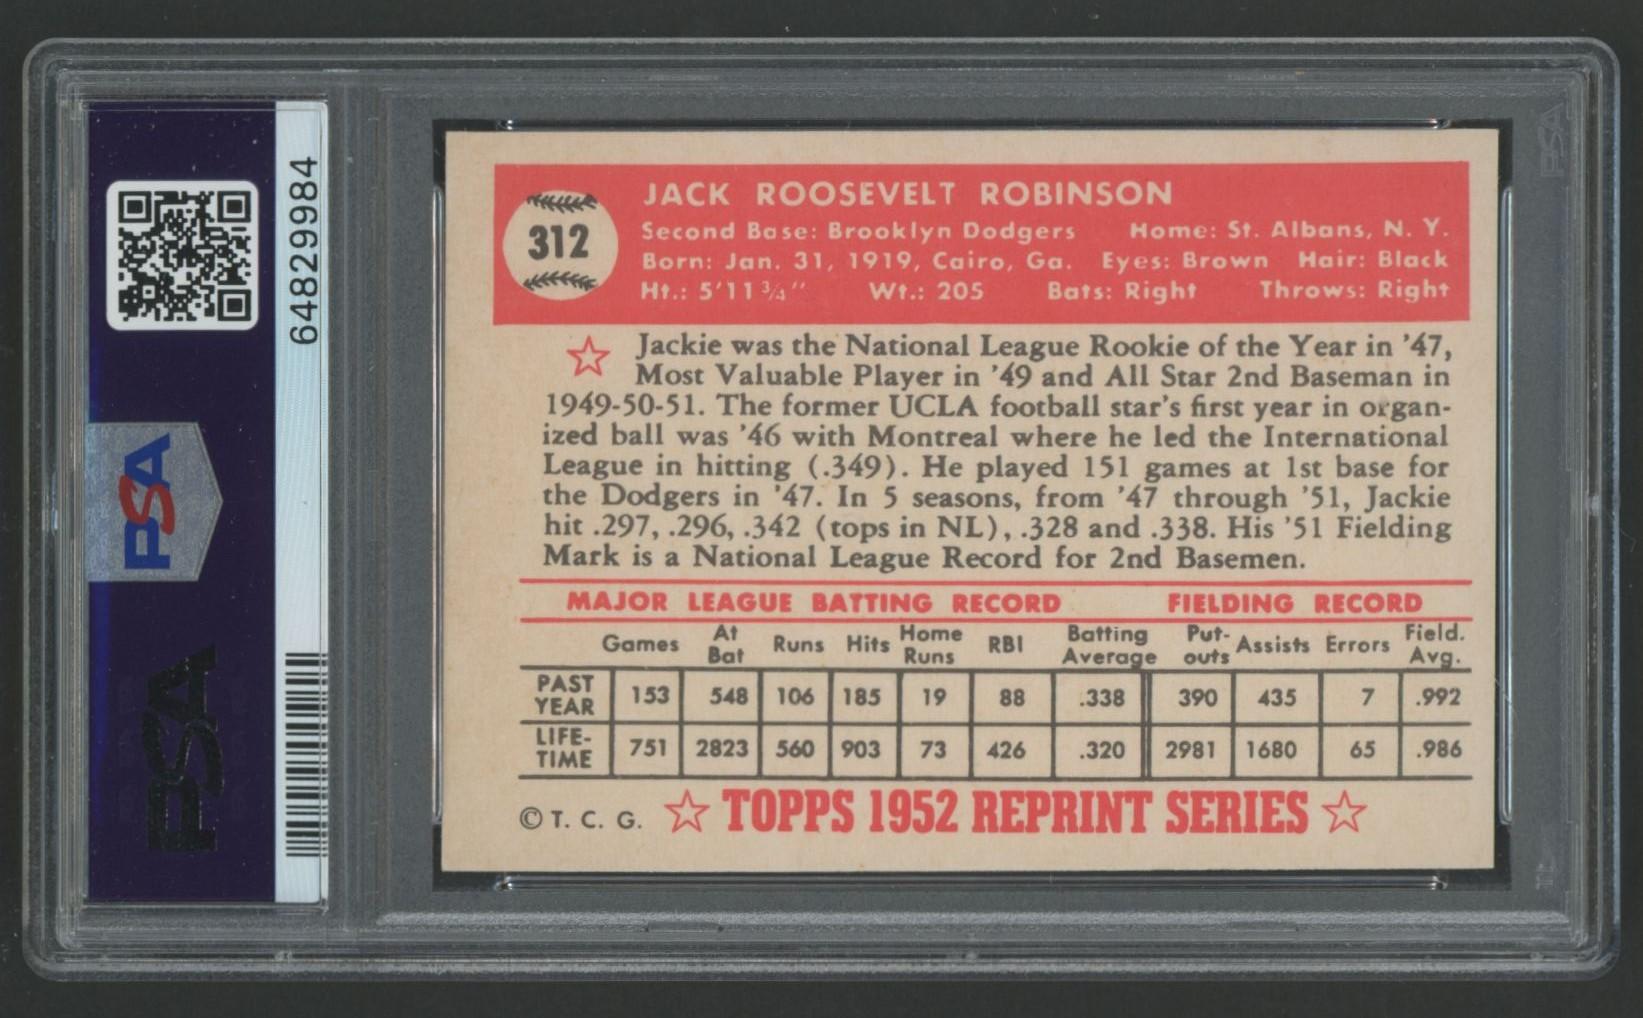 64829984
PSA
PSA
PSA
312
JACK ROOSEVELT ROBINSON
Second Base: Brooklyn Dodgers Home: St. Albans, N. Y.
Born: Jan. 31, 1919, Cairo, Ga. Eyes: Brown Hair: Black
Ht.: 5'11 3/4" Wt.: 205 Bats: Right Throws: Right
☆ Jackie was the National League Rookie of the Year in '47,
Most Valuable Player in '49 and All Star 2nd Baseman in
1949-50-51. The former UCLA football star's first year in organ-
ized ball was '46 with Montreal where he led the International
League in hitting (.349). He played 151 games at 1st base for
the Dodgers in '47. In 5 seasons, from '47 through '51, Jackie
hit .297, .296, .342 (tops in NL), .328 and .338. His '51 Fielding
Mark is a National League Record for 2nd Basemen.
MAJOR LEAGUE BATTING RECORD FIELDING RECORD
Games At Bat Runs Hits Home Runs RBI Batting Average Put-outs Assists Errors Field. Avg.
PAST YEAR 153 548 106 185 19 88 .338 390 435 7 .992
LIFE-TIME 751 2823 560 903 73 426 .320 2981 1680 65 .986
© T. C. G. ☆ TOPPS 1952 REPRINT SERIES ☆